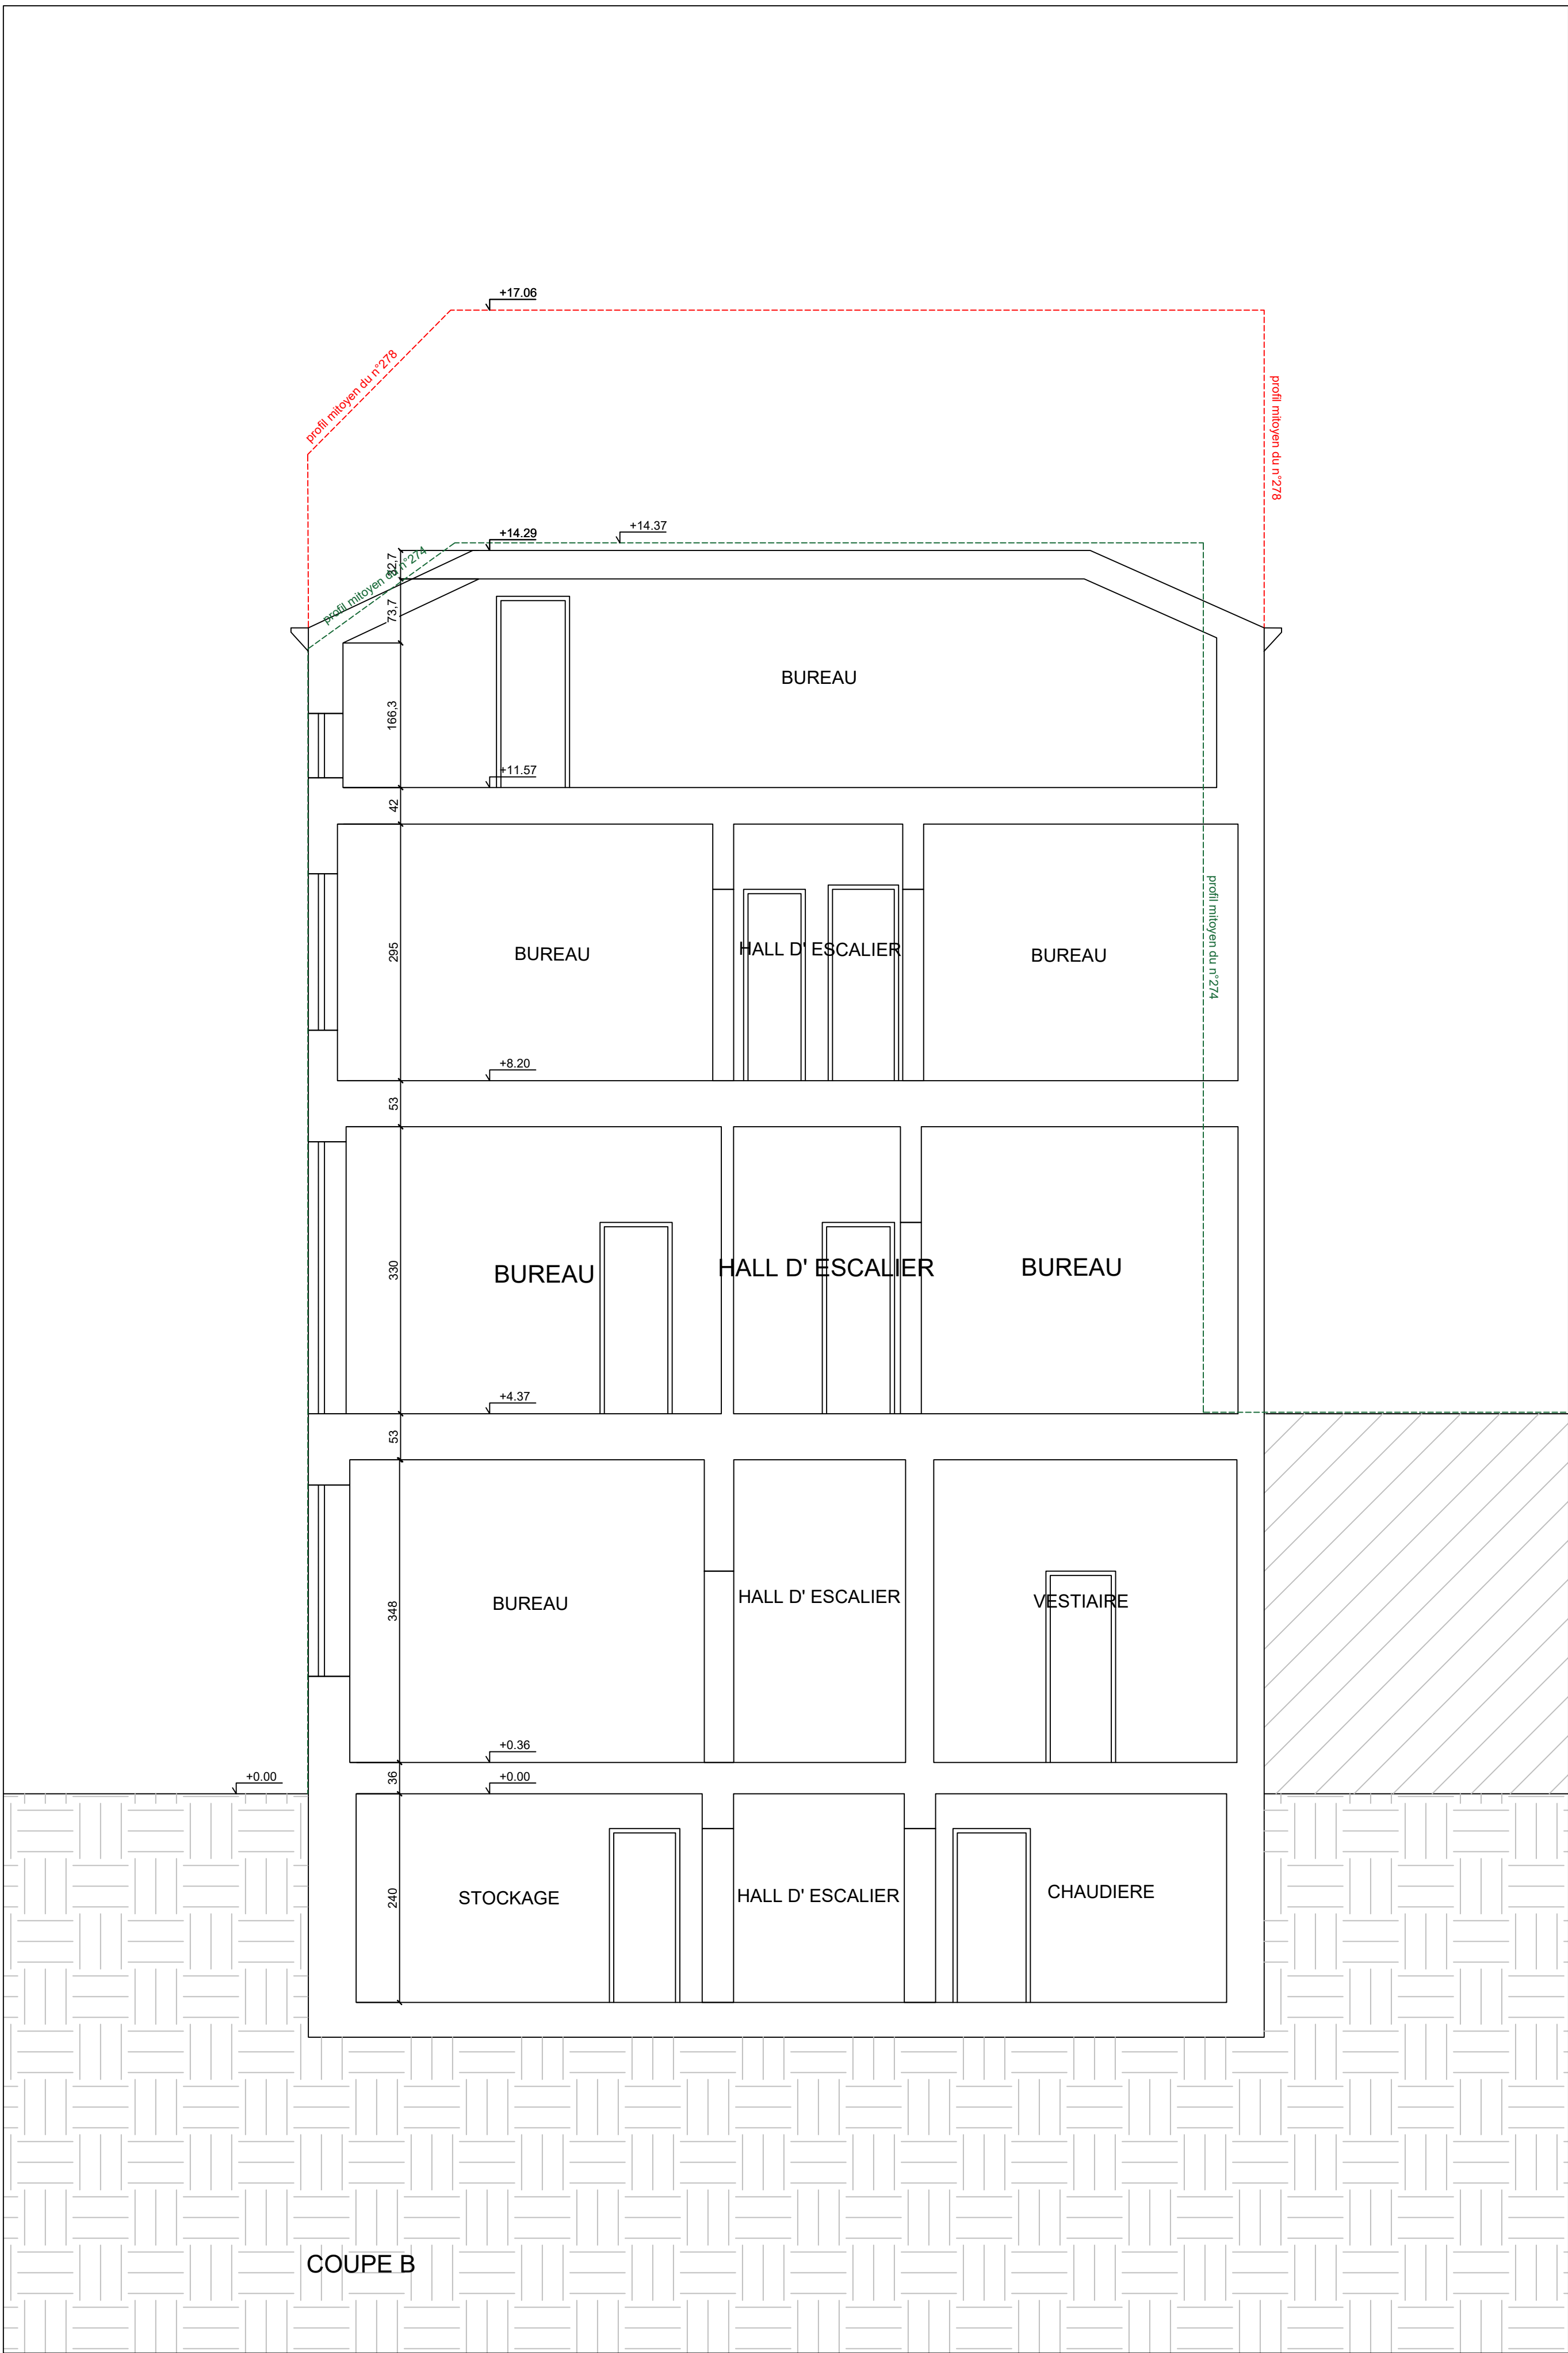 +17.06
profil mitoyen du n°278
profil mitoyen du n°278
+14.29
+14.37
profil mitoyen du n°274
73,7
BUREAU
166,3
+11.57
42
295
BUREAU
HALL D' ESCALIER
BUREAU
profil mitoyen du n°274
+8.20
53
330
BUREAU
HALL D' ESCALIER
BUREAU
+4.37
53
348
BUREAU
HALL D' ESCALIER
VESTIAIRE
+0.36
+0.00
36
+0.00
240
STOCKAGE
HALL D' ESCALIER
CHAUDIERE
COUPE B